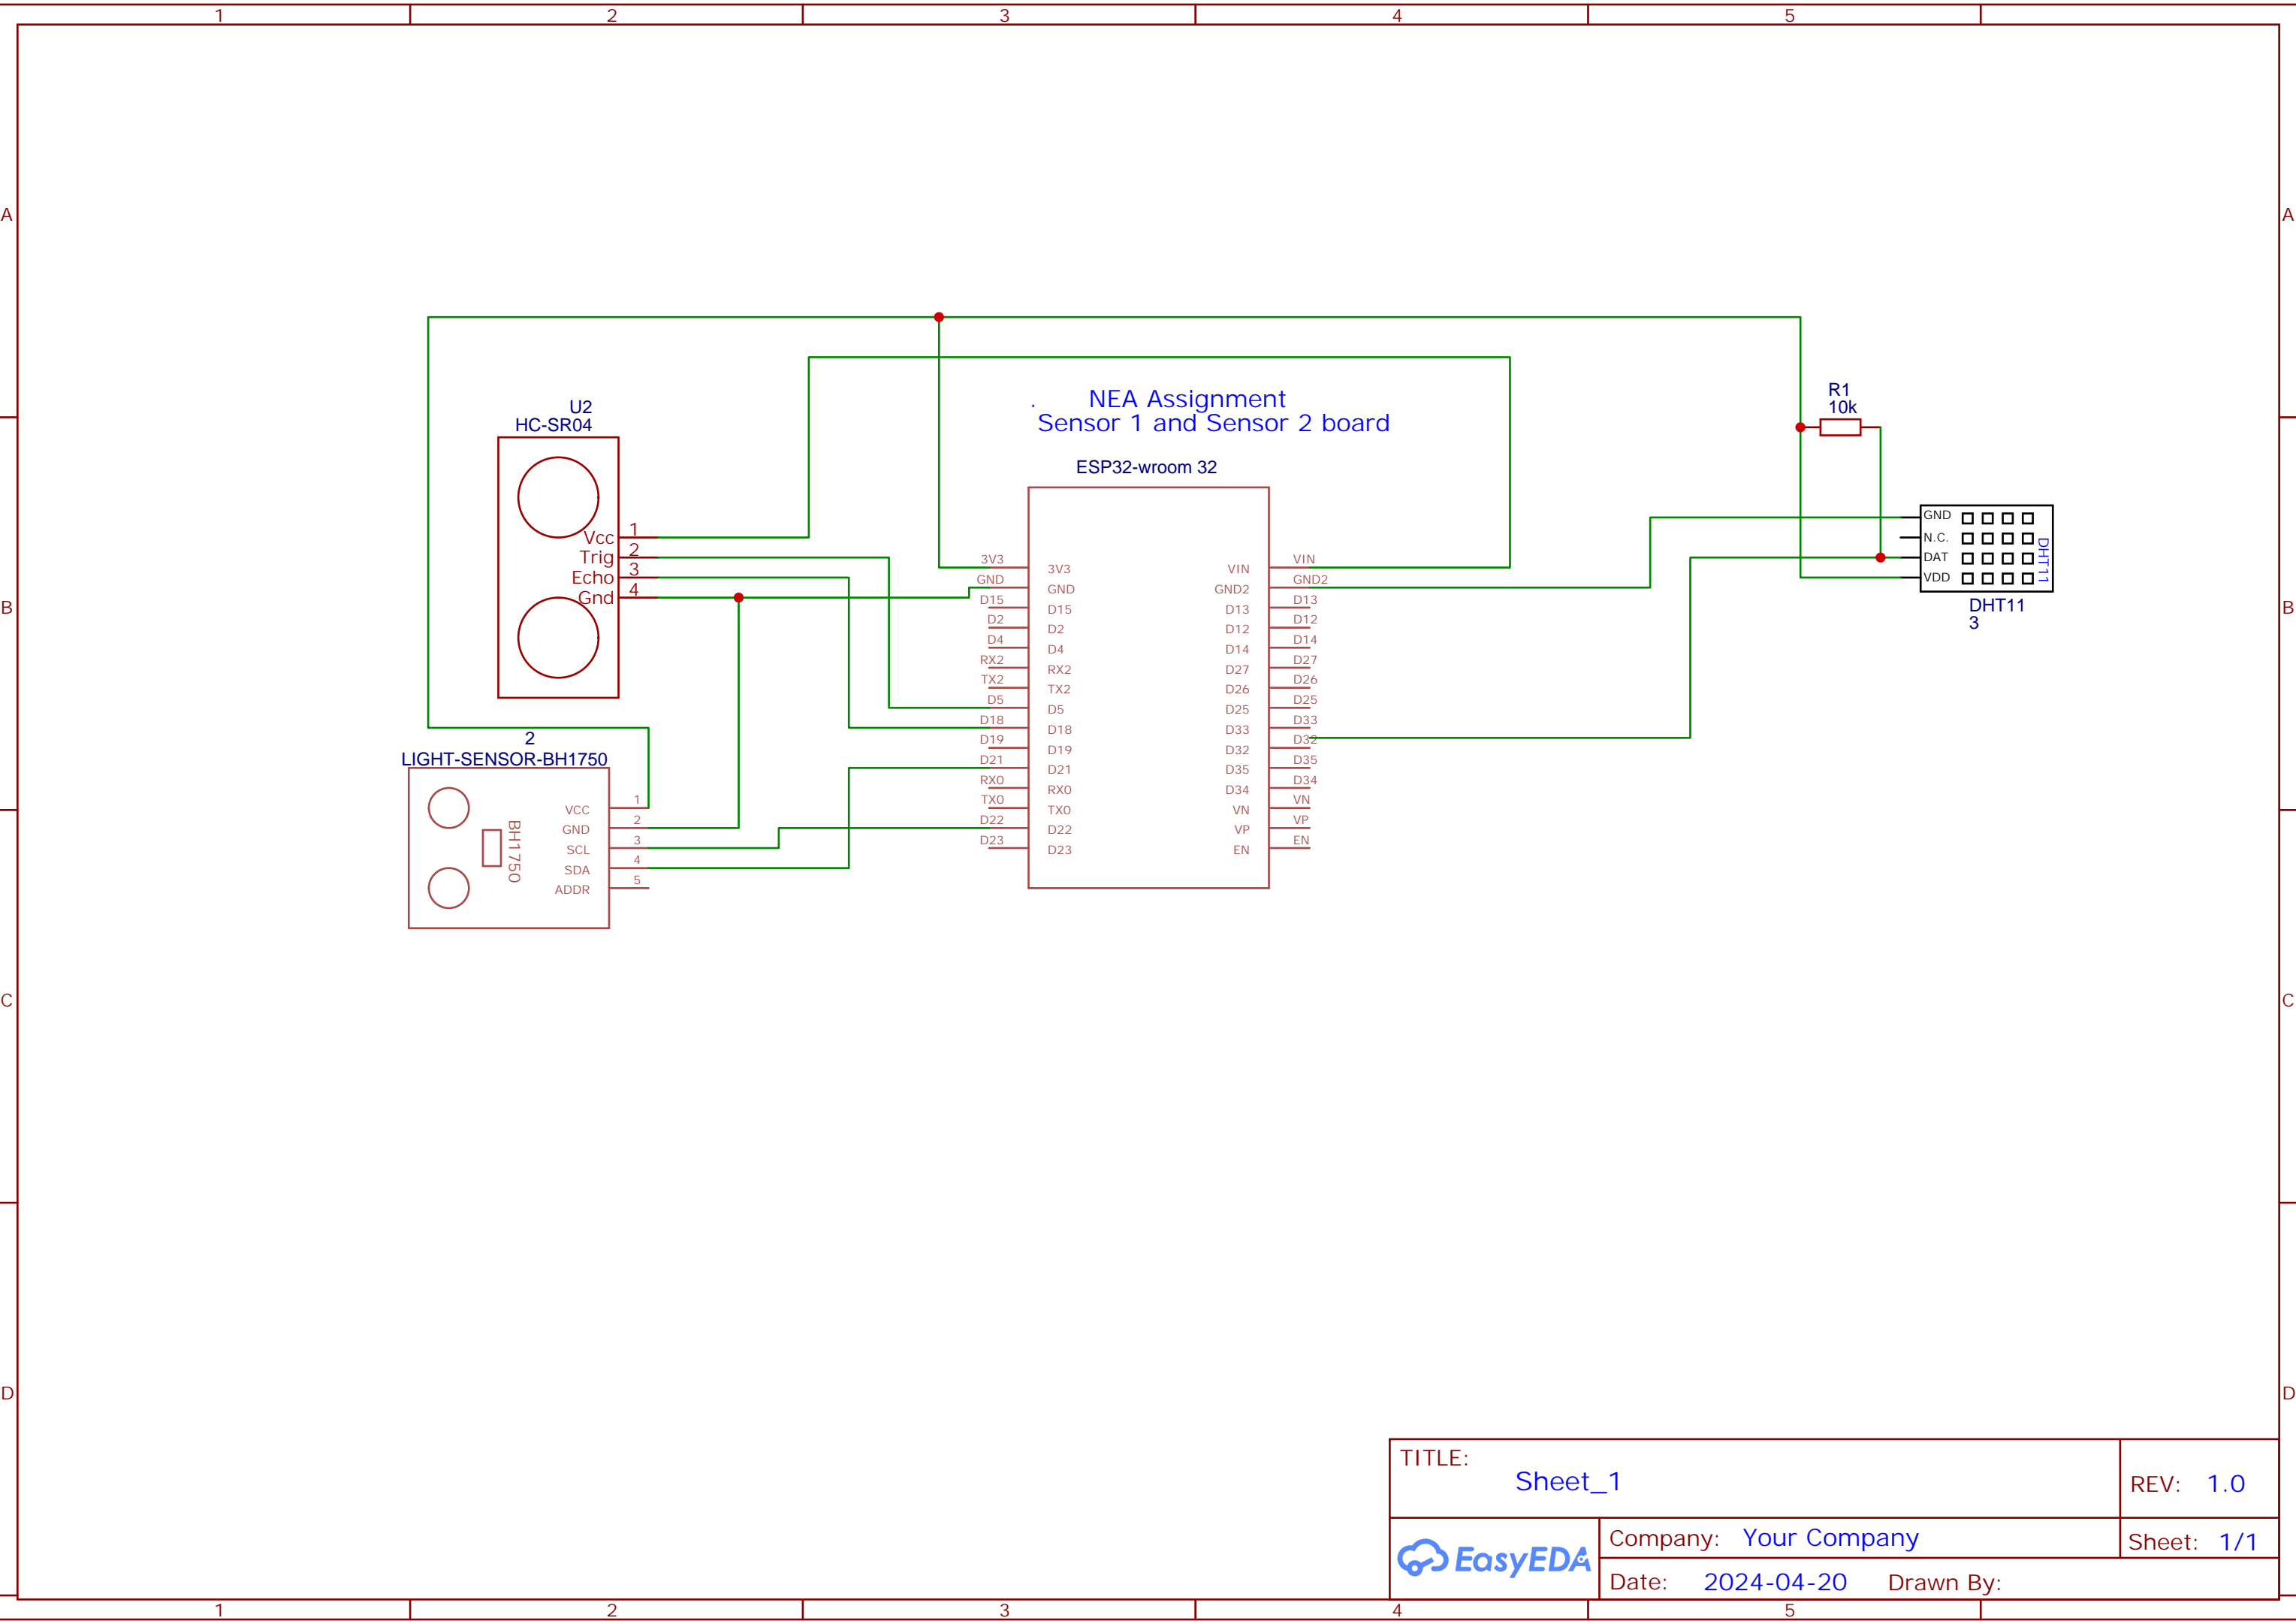 1 2 3 4 5
A A
U2
HC-SR04
. NEA Assignment
Sensor 1 and Sensor 2 board
R1
10k
ESP32-wroom 32
Vcc 1
Trig 2
Echo 3
Gnd 4
3V3 3V3 VIN VIN
GND GND GND2 GND2
D15 D15 D13 D13
D2 D2 D12 D12
D4 D4 D14 D14
RX2 RX2 D27 D27
TX2 TX2 D26 D26
D5 D5 D25 D25
D18 D18 D33 D33
D19 D19 D32 D32
D21 D21 D35 D35
RX0 RX0 D34 D34
TX0 TX0 VN VN
D22 D22 VP VP
D23 D23 EN EN
GND
N.C.
DAT
VDD
DHT11
DHT11
3
B B
2
LIGHT-SENSOR-BH1750
BH1750
VCC 1
GND 2
SCL 3
SDA 4
ADDR 5
C C
D D
TITLE:
Sheet_1
REV: 1.0
EasyEDA
Company: Your Company
Sheet: 1/1
Date: 2024-04-20 Drawn By:
1 2 3 4 5